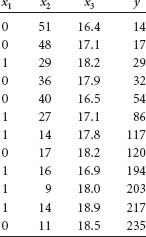 x₁ x₂ x₃ y
0 51 16.4 14
0 48 17.1 17
1 29 18.2 29
0 36 17.9 32
0 40 16.5 54
1 27 17.1 86
1 14 17.8 117
0 17 18.2 120
1 16 16.9 194
1 9 18.0 203
1 14 18.9 217
0 11 18.5 235